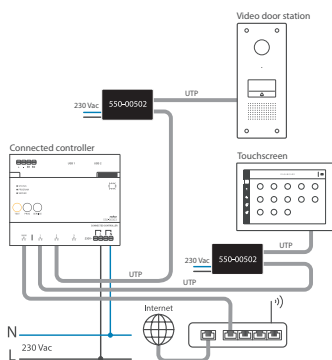 Video door station
UTP
230 Vac
550-00502
Connected controller
Touchscreen
UTP
550-00502
230 Vac
UTP
UTP
Internet
N
L
230 Vac